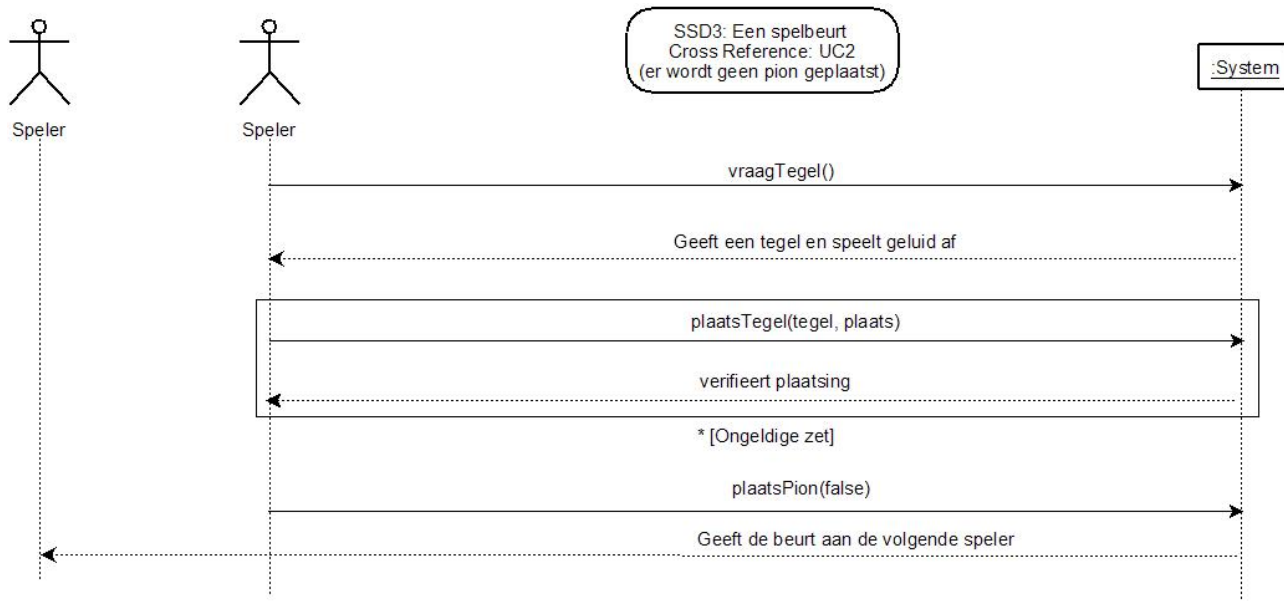 SSD3: Een spelbeurt
Cross Reference: UC2
(er wordt geen pion geplaatst)
:System
Speler
Speler
vraagTegel()
Geeft een tegel en speelt geluid af
plaatsTegel(tegel, plaats)
verifieert plaatsing
* [Ongeldige zet]
plaatsPion(false)
Geeft de beurt aan de volgende speler